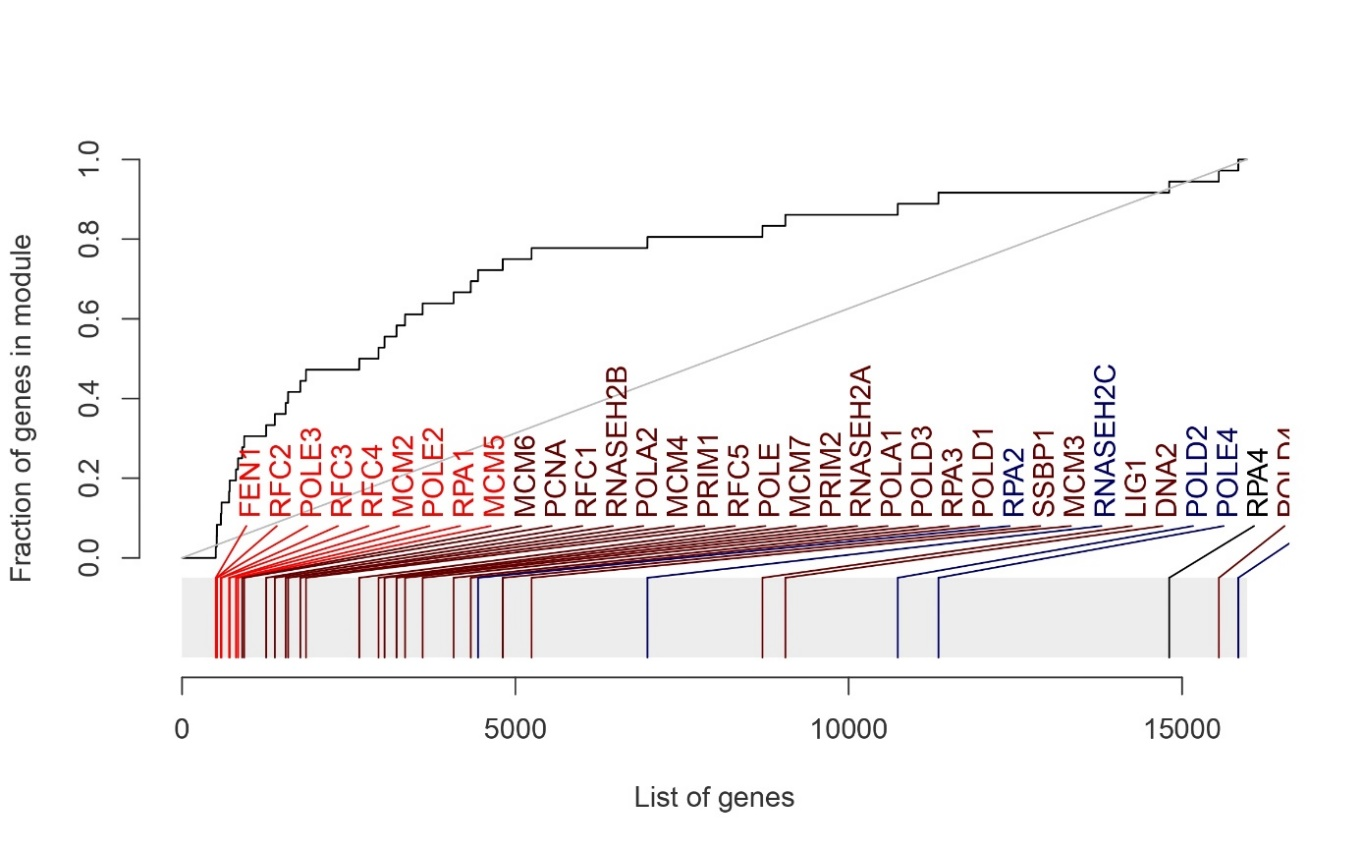 Fraction of genes in module
1.0
0.8
0.6
0.4
0.2
0.0
FEN1
RFC2
POLE3
RFC3
RFC4
MCM2
POLE2
RPA1
MCM5
MCM6
PCNA
RFC1
RNASEH2B
POLA2
MCM4
PRIM1
RFC5
POLE
MCM7
PRIM2
RNASEH2A
POLA1
POLD3
RPA3
POLD1
RPA2
SSBP1
MCM3
RNASEH2C
LIG1
DNA2
POLD2
POLE4
RPA4
0 5000 10000 15000
List of genes